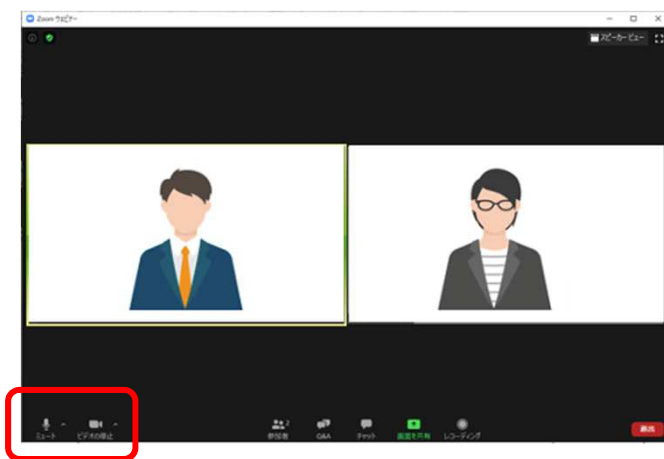 Zoom ウェビナー
スピーカービュー
ミュート
ビデオの停止
参加者
2
Q&A
チャット
画面を共有
レコーディング
退出